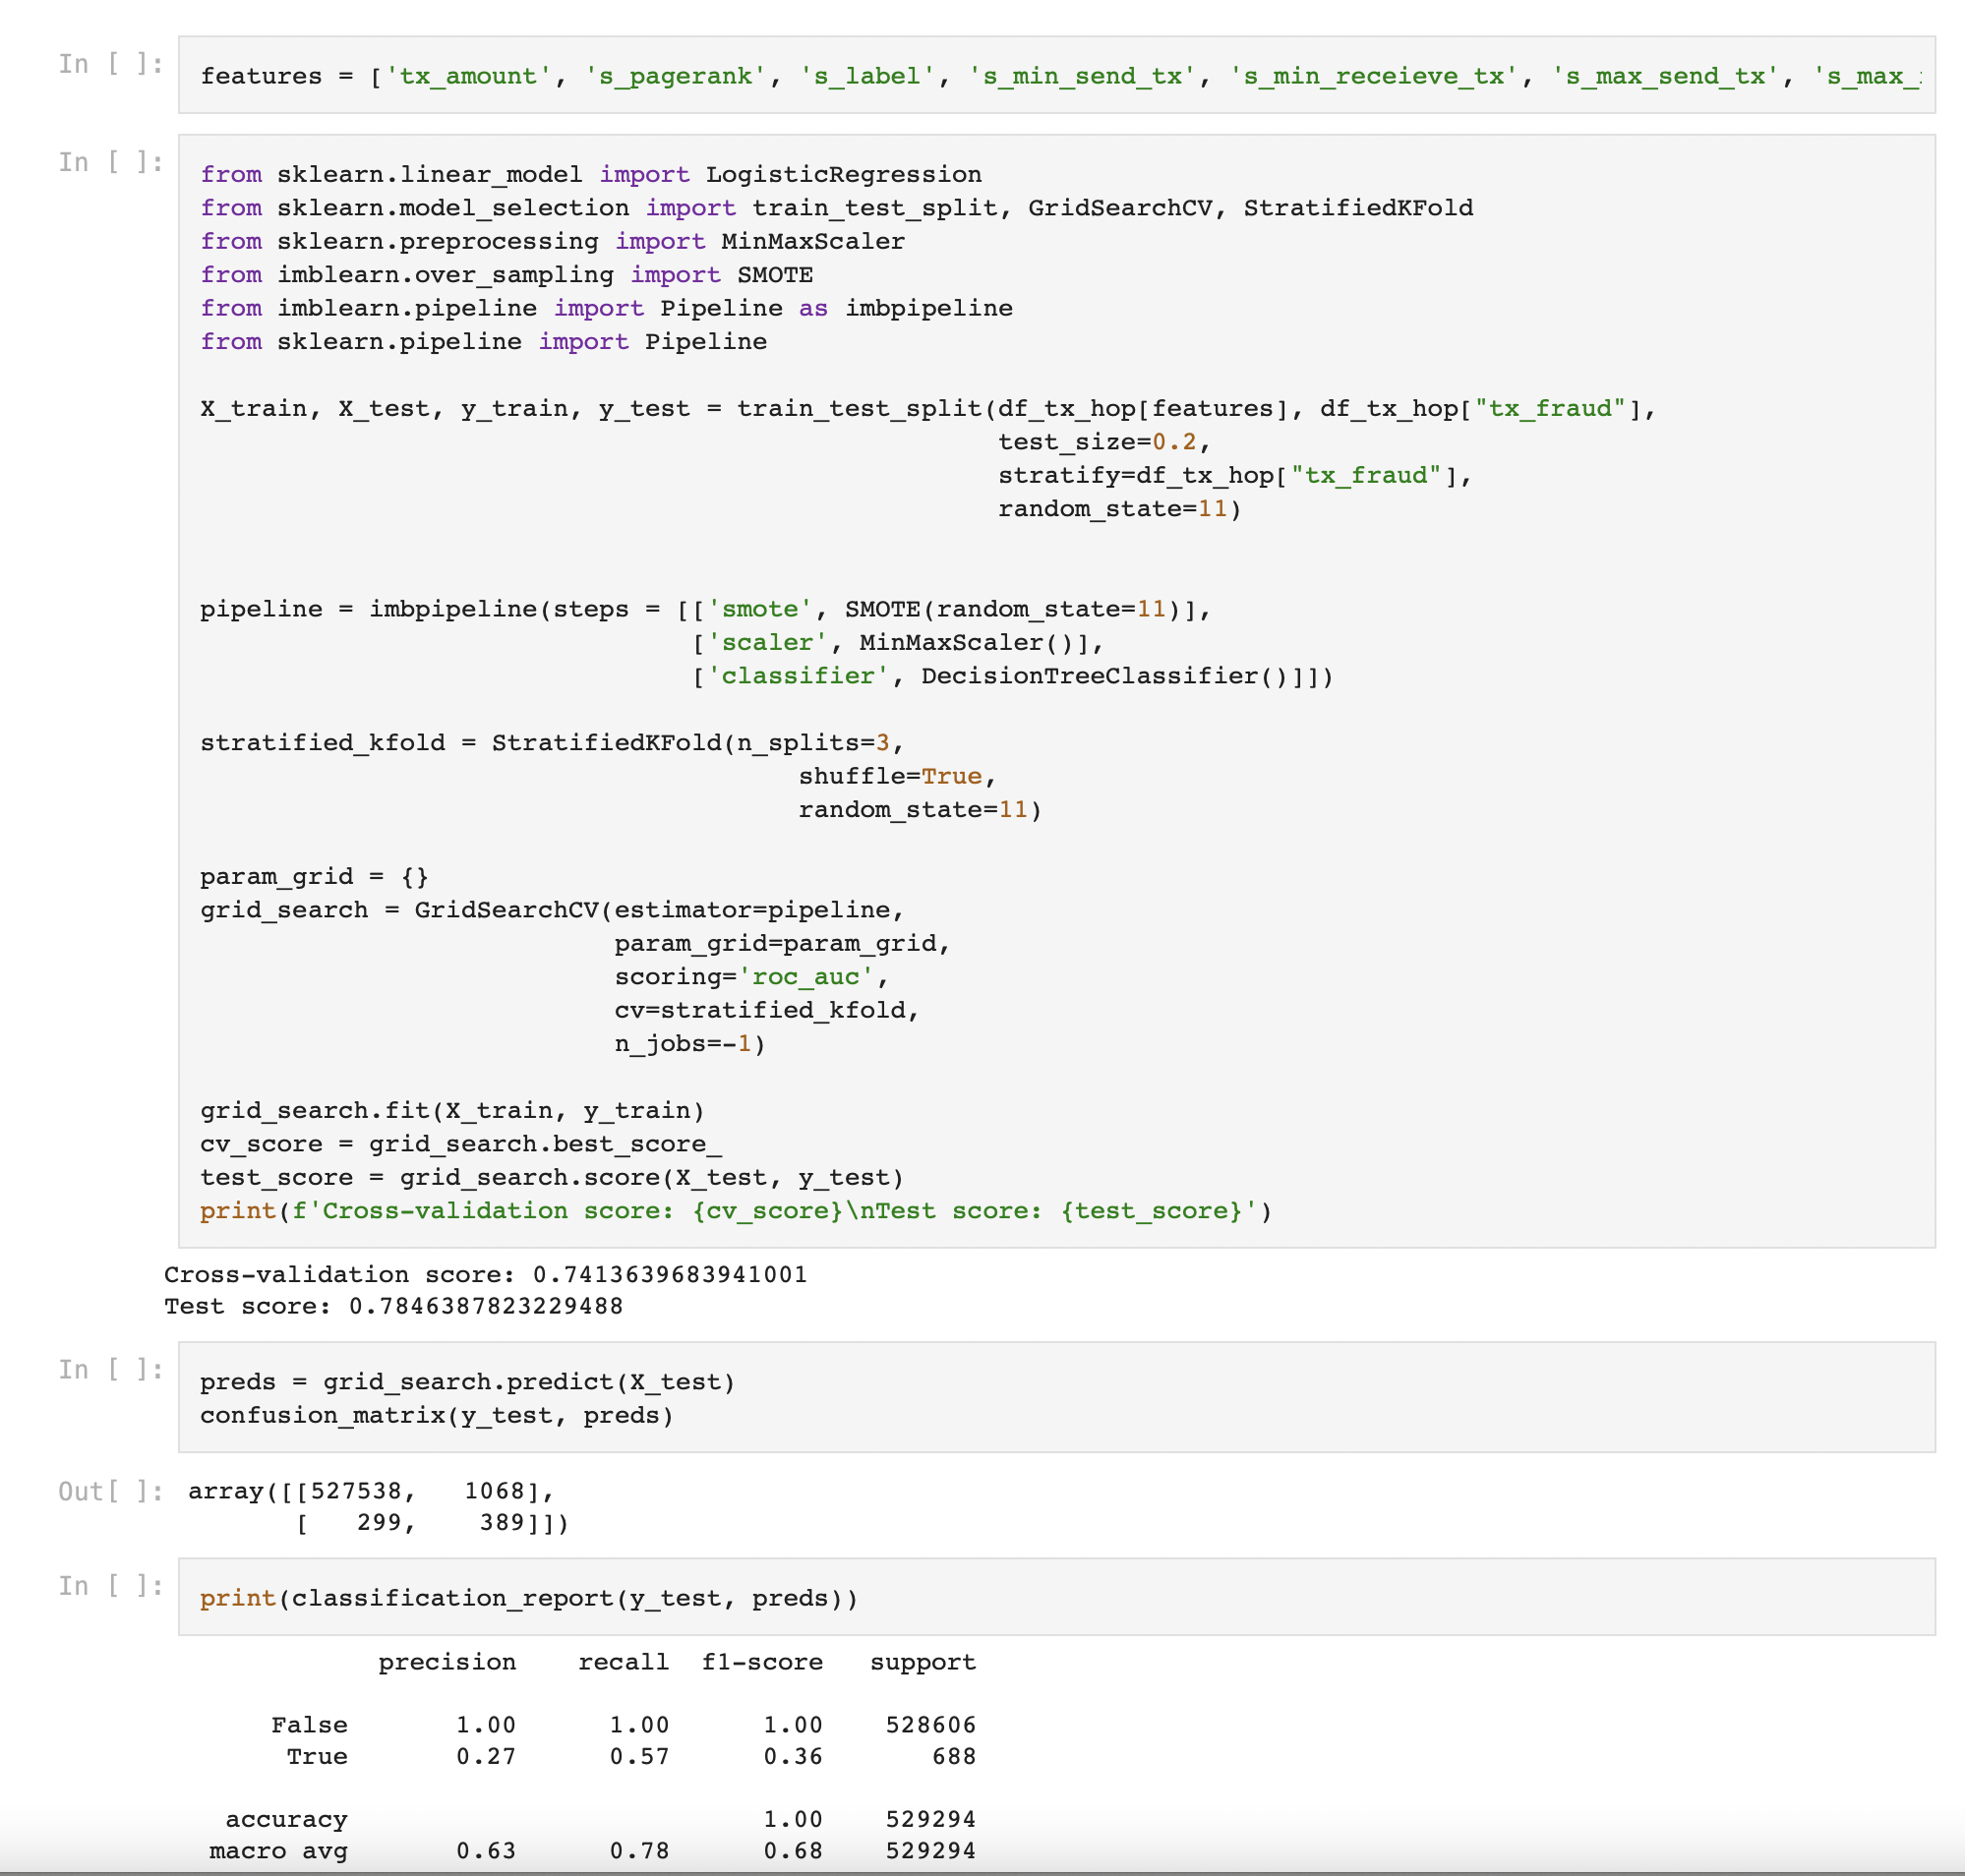 In [ ]: features = ['tx_amount', 's_pagerank', 's_label', 's_min_send_tx', 's_min_receieve_tx', 's_max_send_tx', 's_max_
In [ ]: from sklearn.linear_model import LogisticRegression
from sklearn.model_selection import train_test_split, GridSearchCV, StratifiedKFold
from sklearn.preprocessing import MinMaxScaler
from imblearn.over_sampling import SMOTE
from imblearn.pipeline import Pipeline as imbpipeline
from sklearn.pipeline import Pipeline
X_train, X_test, y_train, y_test = train_test_split(df_tx_hop[features], df_tx_hop["tx_fraud"],
test_size=0.2,
stratify=df_tx_hop["tx_fraud"],
random_state=11)
pipeline = imbpipeline(steps = [['smote', SMOTE(random_state=11)],
['scaler', MinMaxScaler()],
['classifier', DecisionTreeClassifier()]])
stratified_kfold = StratifiedKFold(n_splits=3,
shuffle=True,
random_state=11)
param_grid = {}
grid_search = GridSearchCV(estimator=pipeline,
param_grid=param_grid,
scoring='roc_auc',
cv=stratified_kfold,
n_jobs=-1)
grid_search.fit(X_train, y_train)
cv_score = grid_search.best_score_
test_score = grid_search.score(X_test, y_test)
print(f'Cross-validation score: {cv_score}\nTest score: {test_score}')
Cross-validation score: 0.7413639683941001
Test score: 0.7846387823229488
In [ ]: preds = grid_search.predict(X_test)
confusion_matrix(y_test, preds)
Out[ ]: array([[527538, 1068],
[ 299, 389]])
In [ ]: print(classification_report(y_test, preds))
precision recall f1-score support
False 1.00 1.00 1.00 528606
True 0.27 0.57 0.36 688
accuracy 1.00 529294
macro avg 0.63 0.78 0.68 529294